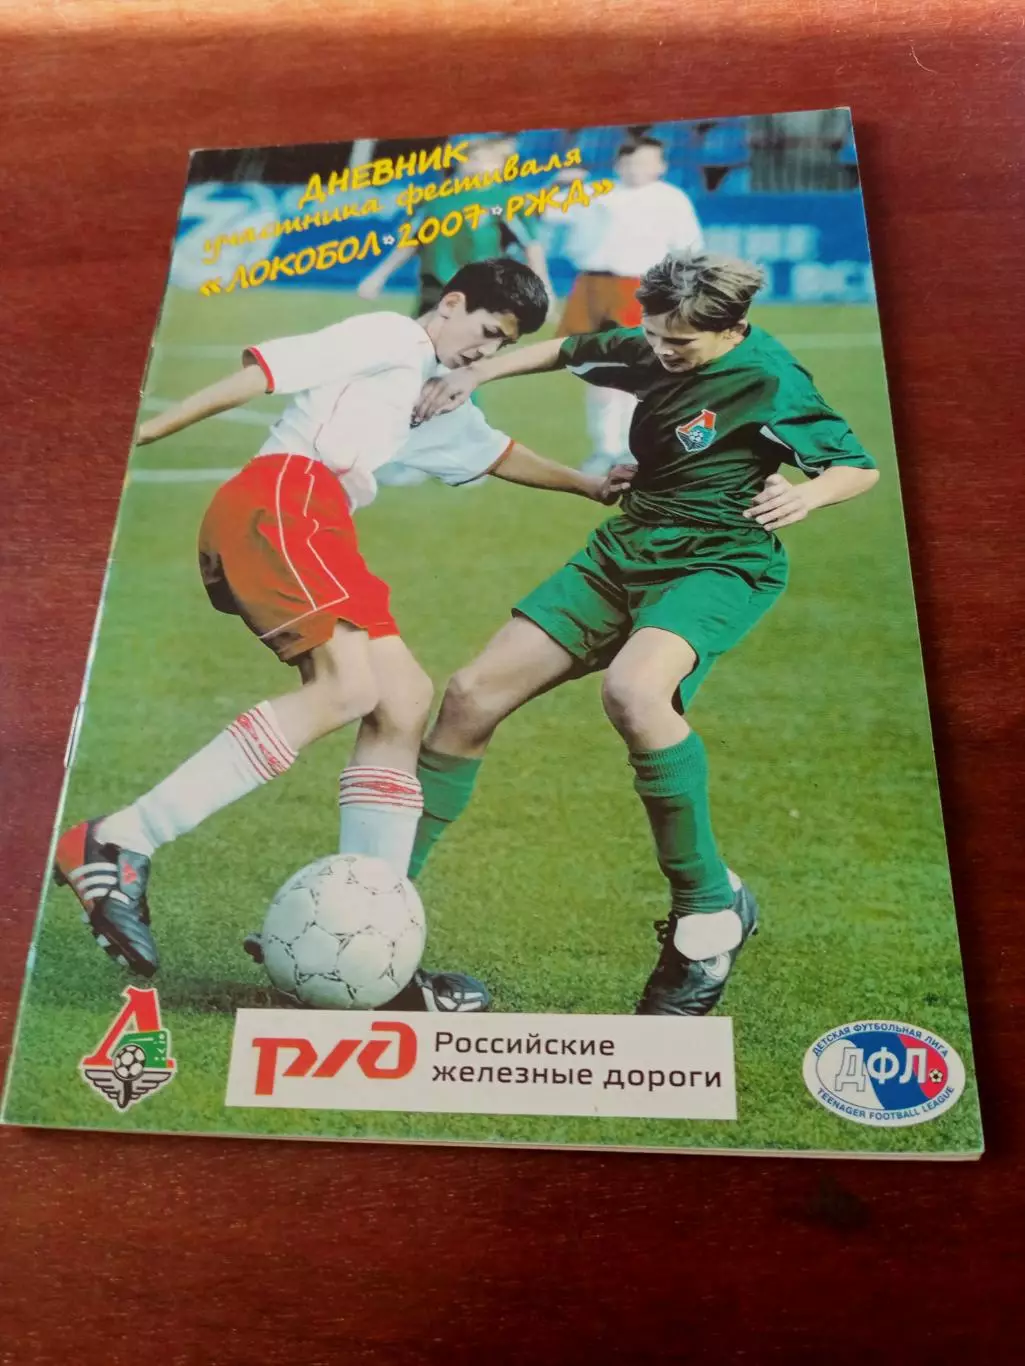 ДНЕВНИК
участника фестиваля
«ЛОКОБОЛ 2007 РЖД»
РЖД Российские
железные дороги
ДЕТСКАЯ ФУТБОЛЬНАЯ ЛИГА
ДФЛ
TEENAGER FOOTBALL LEAGUE